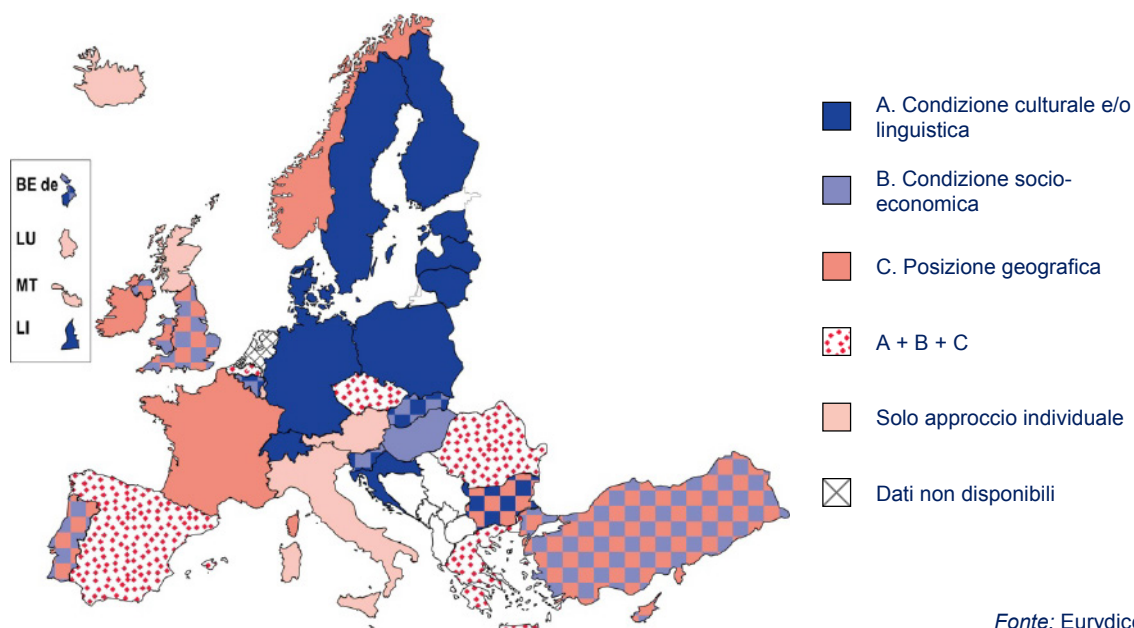 BE de
LU
MT
LI
A. Condizione culturale e/o
linguistica
B. Condizione socio-
economica
C. Posizione geografica
A + B + C
Solo approccio individuale
Dati non disponibili
Fonte: Eurydice